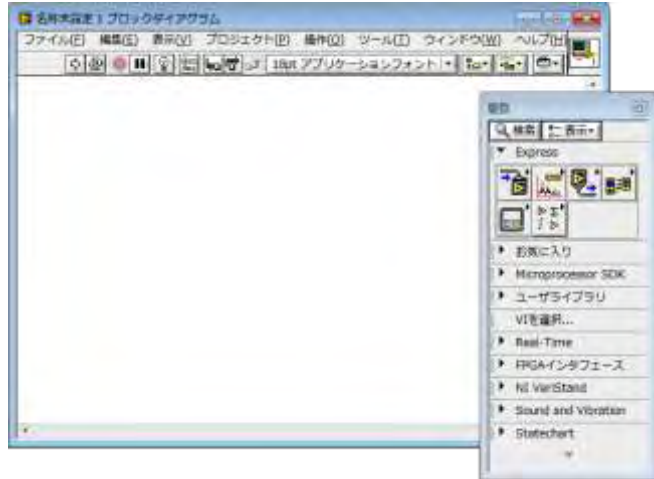 名称未設定 1 ブロックダイアグラム
ファイル(F) 編集(E) 表示(V) プロジェクト(P) 操作(O) ツール(T) ウィンドウ(W) ヘルプ(H)
18pt アプリケーションフォント
関数
検索 表示
Express
お気に入り
Microprocessor SDK
ユーザライブラリ
VIを選択...
Real-Time
FPGAインタフェース
NI VeriStand
Sound and Vibration
Statechart